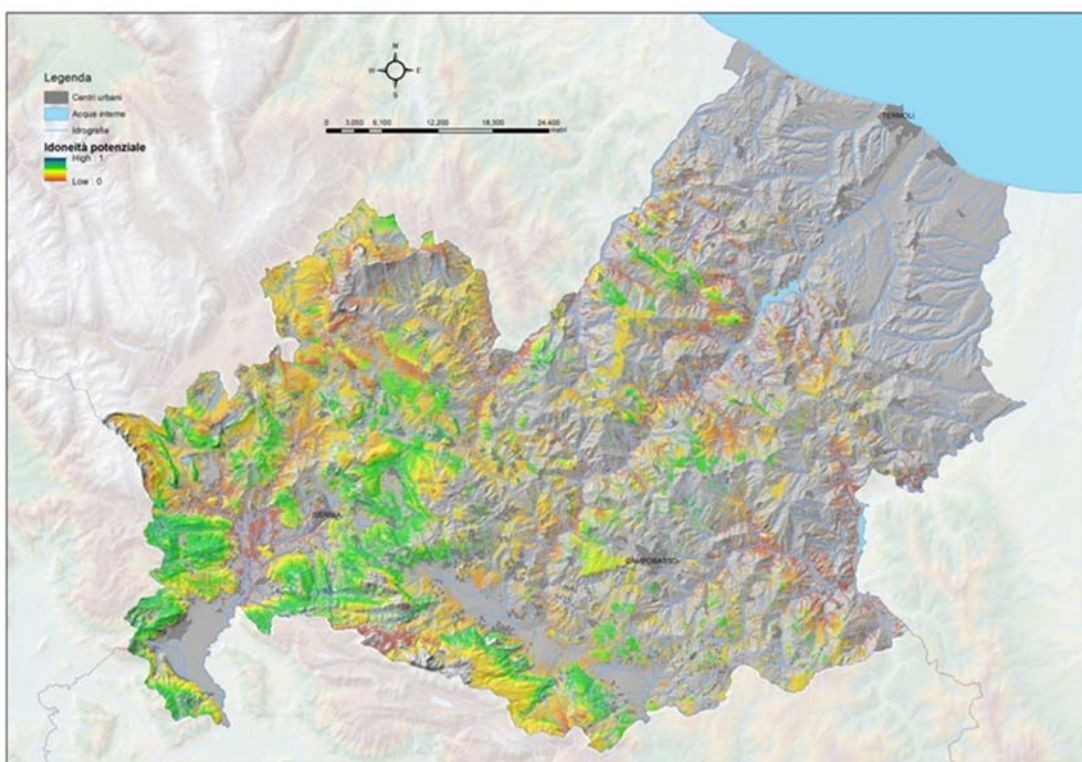 Legenda
Centri urbani
Acque interne
Idrografia
Idoneità potenziale
High : 1
Low : 0
N
W E
S
0 3,050 6,100 12,200 18,300 24,400
TERMOLI
CAMPOBASSO